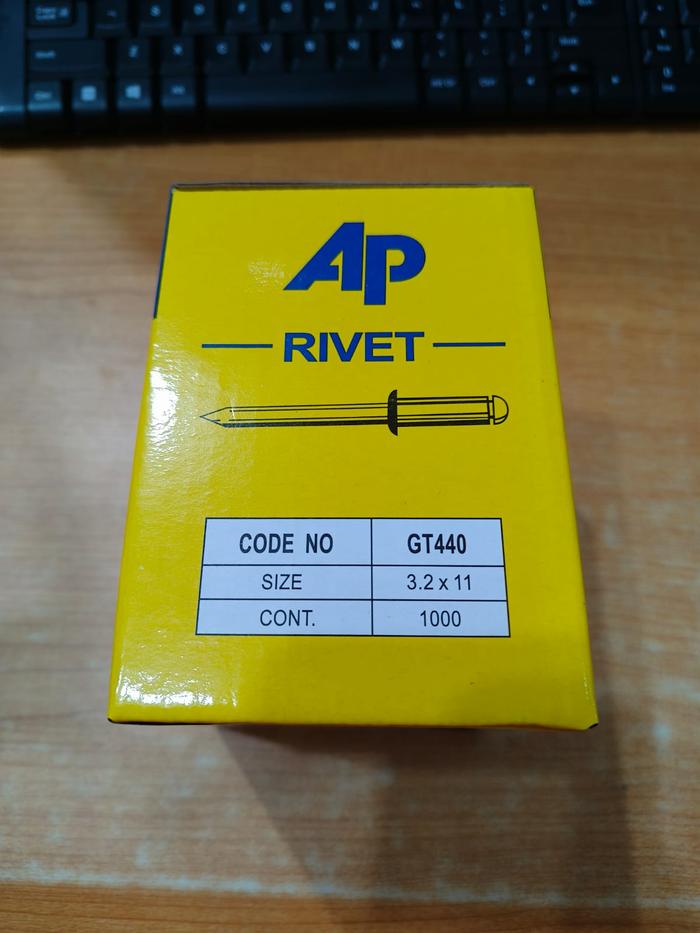 AP
RIVET
CODE NO GT440
SIZE 3.2 x 11
CONT. 1000